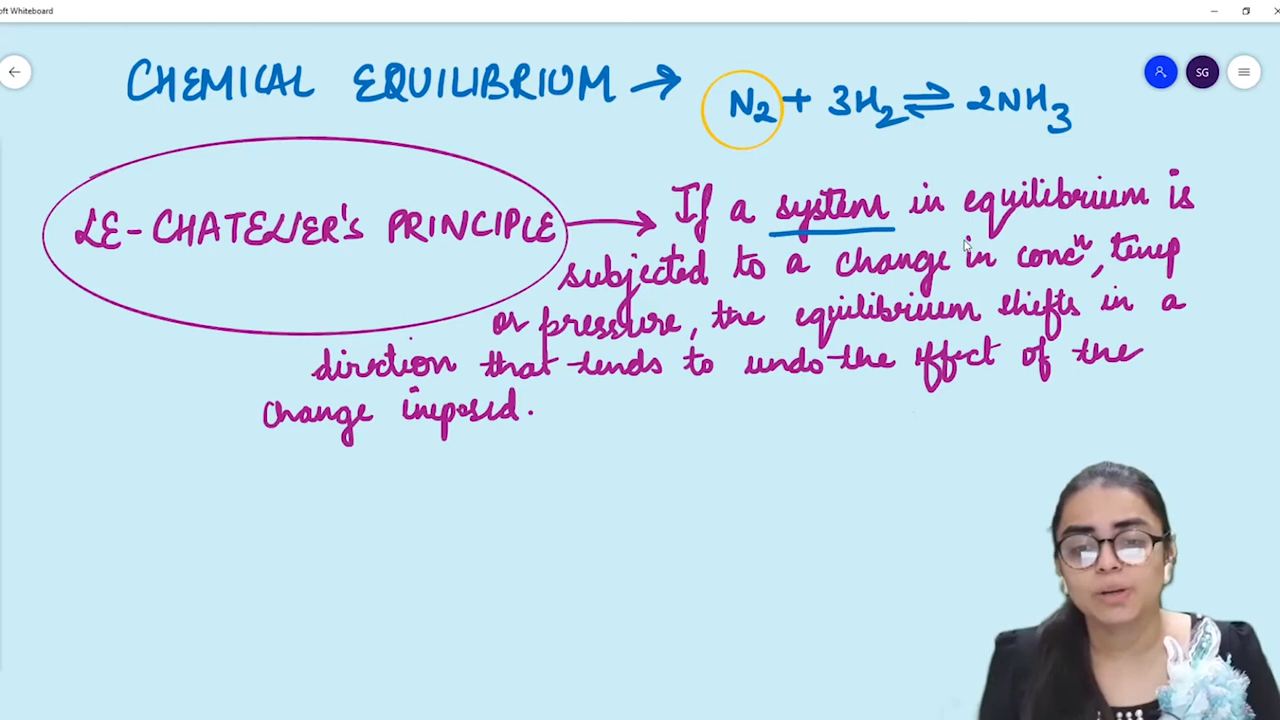 oft Whiteboard
SG
CHEMICAL EQUILIBRIUM → N₂ + 3H₂ ⇌ 2NH₃
LE-CHATELIER'S PRINCIPLE → If a system in equilibrium is
subjected to a change in concⁿ, temp
or pressure, the equilibrium shifts in a
direction that tends to undo the effect of the
change imposed.